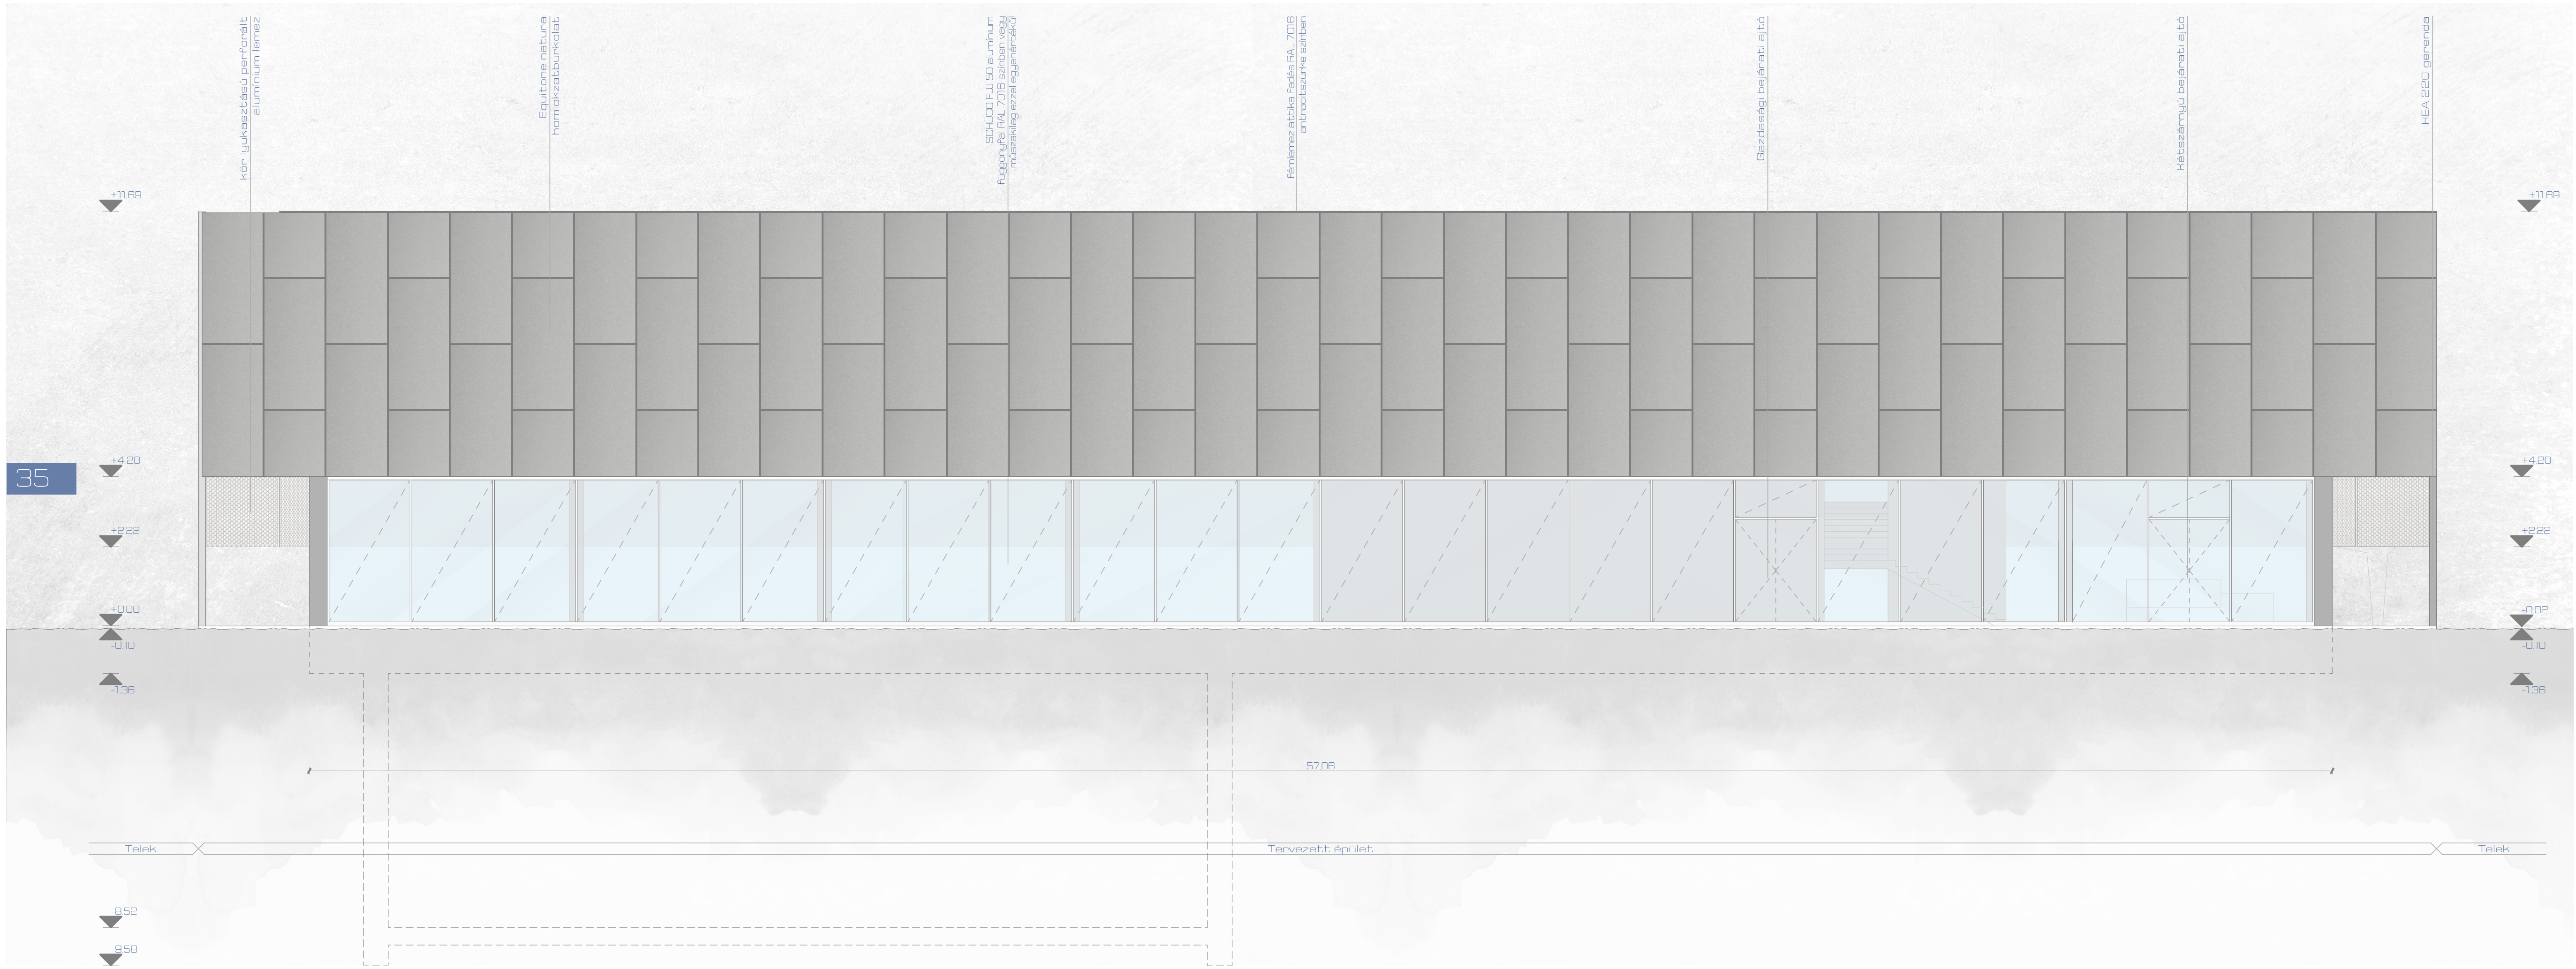 kör lyukasztású perforált
alumínium lemez
Equitone natura
homlokzatburkolat
SCHÜCO FW 50 alumínium
függönyfal RAL 7016 színben vagy
műszakilag ezzel egyenértékű
fémlemez attika fedés RAL 7016
antracitszürke színben
Gazdasági bejárati ajtó
Kétszárnyú bejárati ajtó
HEA 220 gerenda
+11.69
+11.69
+4.20
+4.20
35
+2.22
+2.22
+0.00
-0.02
-0.10
-0.10
-1.36
-1.36
57.06
Telek
Tervezett épület
Telek
-8.52
-9.58